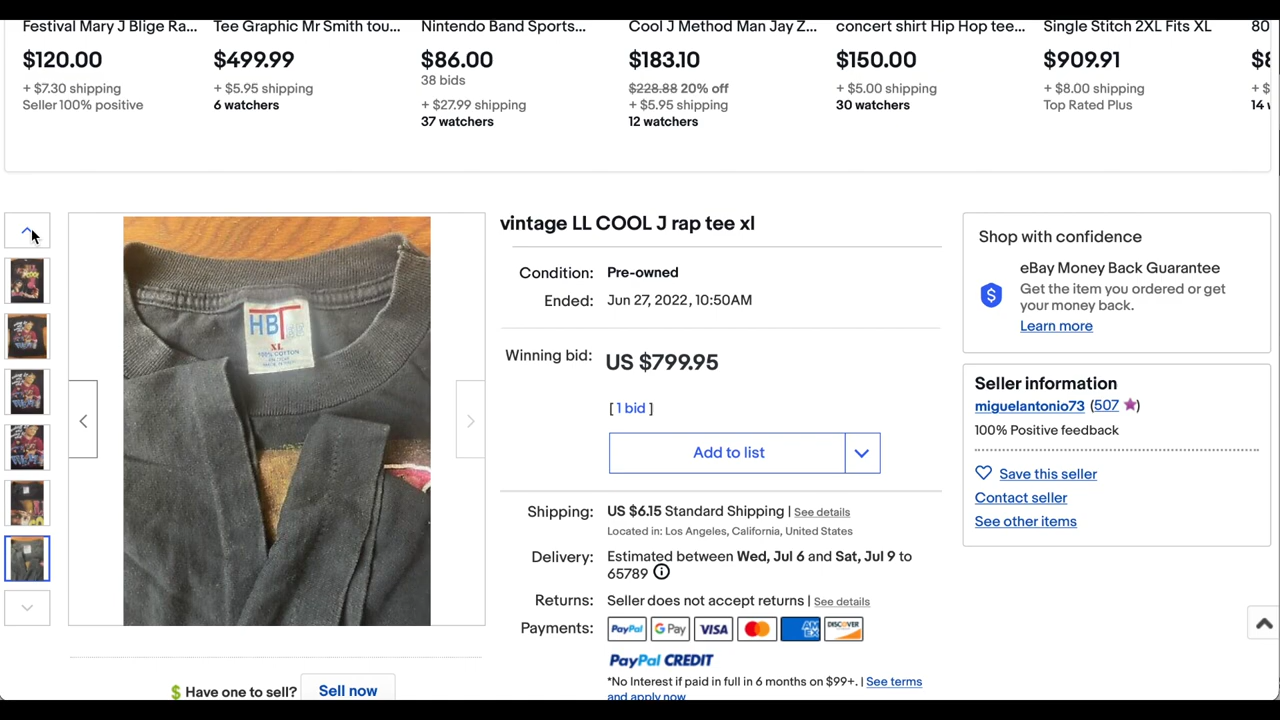 Festival Mary J Blige Ra...
$120.00
+ $7.30 shipping
Seller 100% positive
Tee Graphic Mr Smith tou...
$499.99
+ $5.95 shipping
6 watchers
Nintendo Band Sports...
$86.00
38 bids
+ $27.99 shipping
37 watchers
Cool J Method Man Jay Z...
$183.10
$228.88 20% off
+ $5.95 shipping
12 watchers
concert shirt Hip Hop tee...
$150.00
+ $5.00 shipping
30 watchers
Single Stitch 2XL Fits XL
$909.91
+ $8.00 shipping
Top Rated Plus
80
+ $
14
HBT
XL
100% COTTON
vintage LL COOL J rap tee xl
Condition: Pre-owned
Ended: Jun 27, 2022, 10:50AM
Winning bid: US $799.95
[ 1 bid ]
Add to list
Shipping: US $6.15 Standard Shipping | See details
Located in: Los Angeles, California, United States
Delivery: Estimated between Wed, Jul 6 and Sat, Jul 9 to
65789
Returns: Seller does not accept returns | See details
Payments: PayPal G Pay VISA AM EX DISCOVER
PayPal CREDIT
*No Interest if paid in full in 6 months on $99+. | See terms
and apply now
Shop with confidence
eBay Money Back Guarantee
Get the item you ordered or get
your money back.
Learn more
Seller information
miguelantonio73 (507)
100% Positive feedback
Save this seller
Contact seller
See other items
$ Have one to sell? Sell now